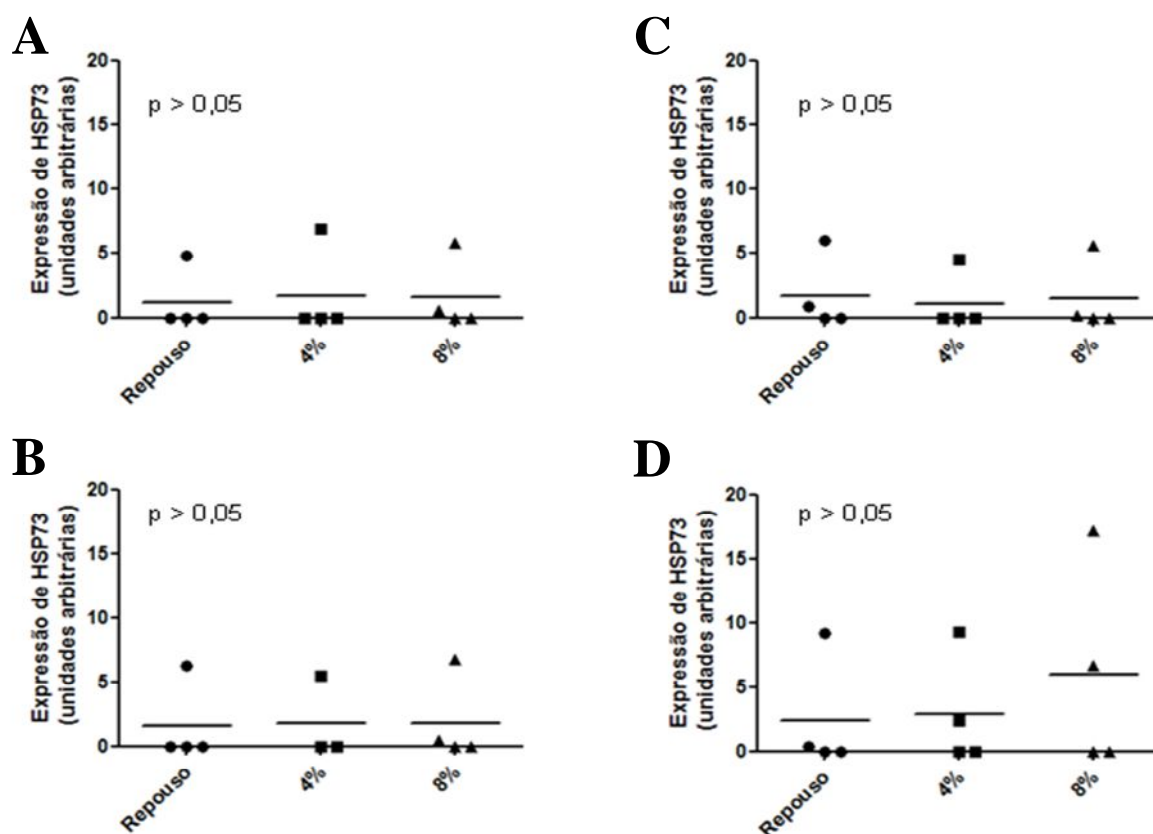 A
Expressão de HSP73
(unidades arbitrárias)
20
15
10
5
0
p > 0,05
Repouso
4%
8%
C
Expressão de HSP73
(unidades arbitrárias)
20
15
10
5
0
p > 0,05
Repouso
4%
8%
B
Expressão de HSP73
(unidades arbitrárias)
20
15
10
5
0
p > 0,05
Repouso
4%
8%
D
Expressão de HSP73
(unidades arbitrárias)
20
15
10
5
0
p > 0,05
Repouso
4%
8%